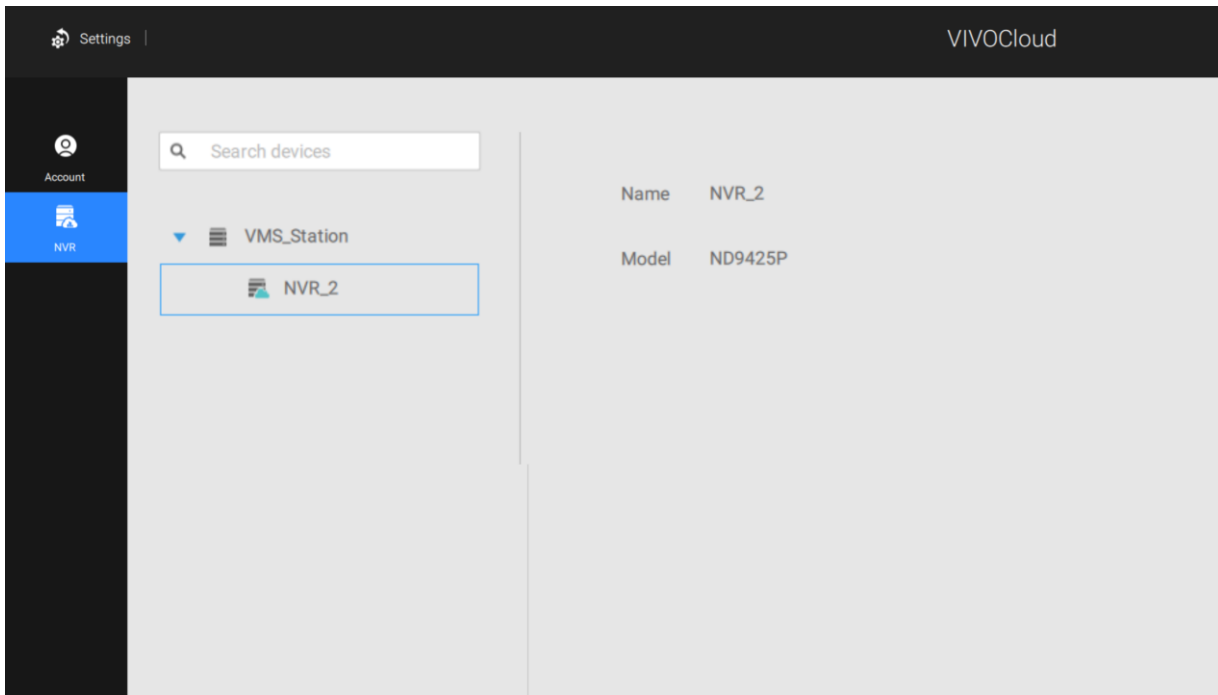 Settings
VIVOCloud
Account
NVR
Search devices
VMS_Station
NVR_2
Name NVR_2
Model ND9425P